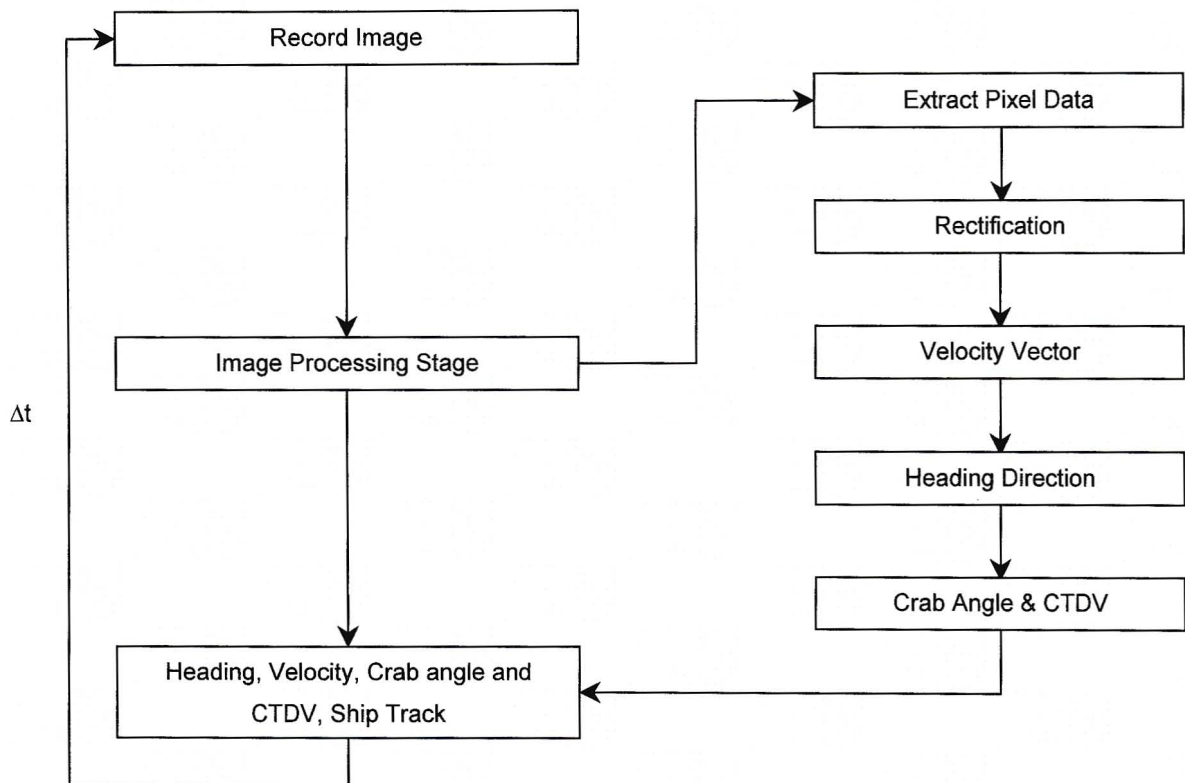 Record Image
Extract Pixel Data
Rectification
Image Processing Stage
Velocity Vector
Δt
Heading Direction
Crab Angle & CTDV
Heading, Velocity, Crab angle and
CTDV, Ship Track